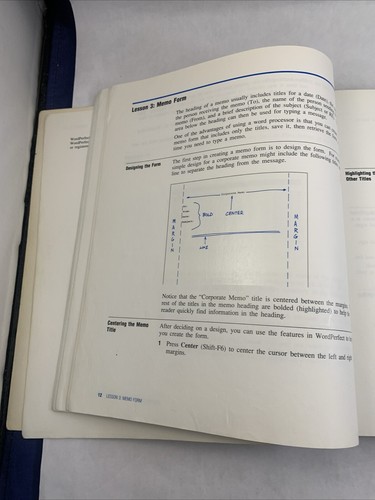 Lesson 3: Memo Form
The heading of a memo usually includes titles for a date (Date),
the person receiving the memo (To), the name of the person
memo (From), and a brief description of the subject (Subject
area below the heading can then be used for typing a message.
One of the advantages of using a word processor is that you can
memo form that includes only the titles, save it, then retrieve the
time you need to type a memo.
Designing the Form
The first step in creating a memo form is to design the form. For
simple design for a corporate memo might include the following
line to separate the heading from the message.
MARGIN
BOLD
CENTER
LINE
MARGIN
Notice that the "Corporate Memo" title is centered between the margins
rest of the titles in the memo heading are bolded (highlighted) to help
reader quickly find information in the heading.
Centering the Memo
Title
After deciding on a design, you can use the features in WordPerfect to
you create the form.
1 Press Center (Shift-F6) to center the cursor between the left and right
margins.
12 LESSON 3: MEMO FORM
WordPerfect
WordPerfect
Highlighting
Other Titles